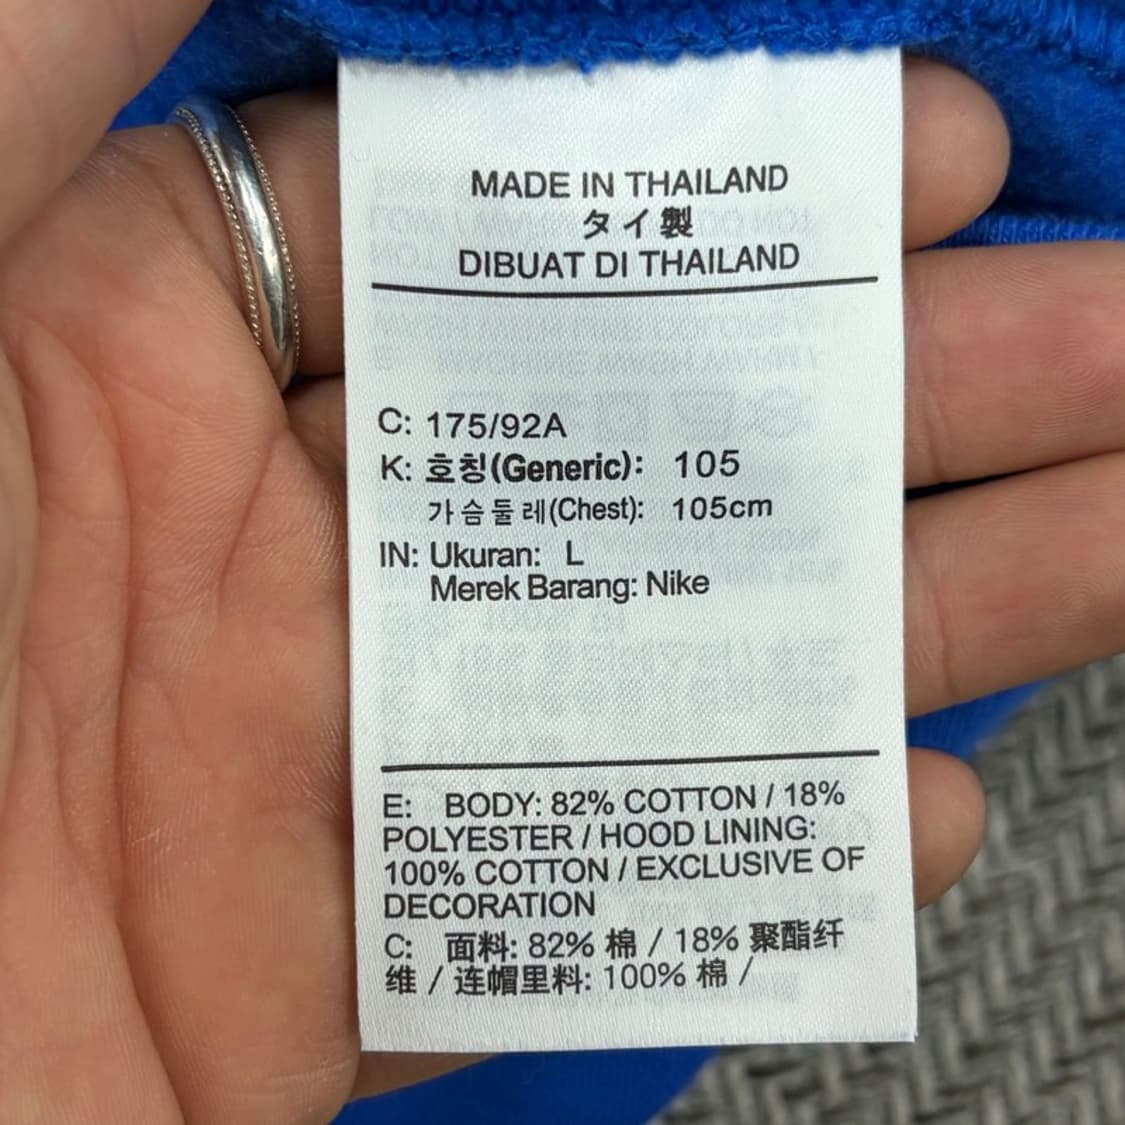 MADE IN THAILAND
タイ製
DIBUAT DI THAILAND
C: 175/92A
K: 호칭(Generic): 105
가슴둘레(Chest): 105cm
IN: Ukuran: L
Merek Barang: Nike
E: BODY: 82% COTTON / 18%
POLYESTER / HOOD LINING:
100% COTTON / EXCLUSIVE OF
DECORATION
C: 面料: 82% 棉 / 18% 聚酯纤
维 / 连帽里料: 100% 棉 /